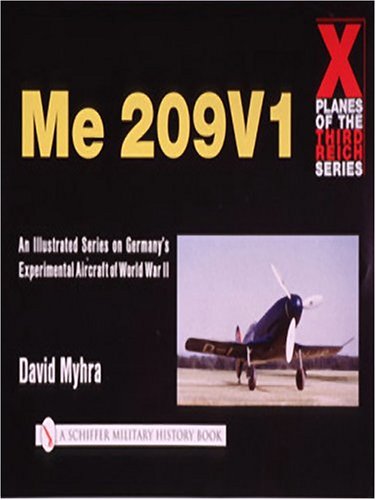 Me 209V1
X
PLANES
OF THE
THIRD
REICH
SERIES
An Illustrated Series on Germany's
Experimental Aircraft of World War II
David Myhra
A SCHIFFER MILITARY HISTORY BOOK